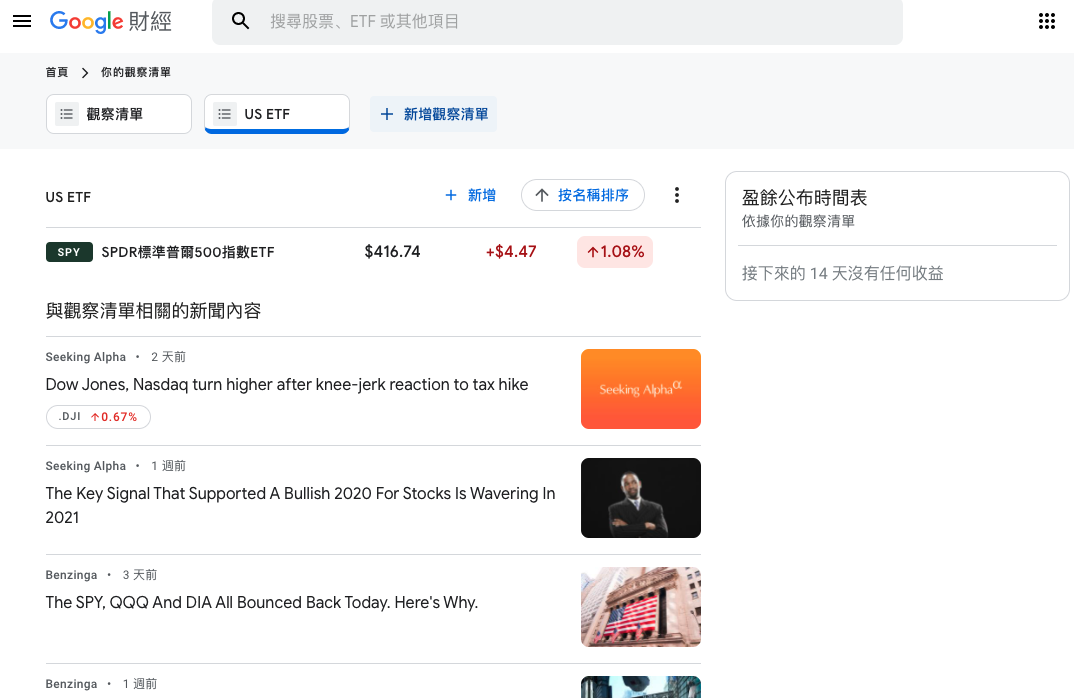 Google 財經
搜尋股票、ETF 或其他項目
首頁 > 你的觀察清單
觀察清單
US ETF
+ 新增觀察清單
US ETF
+ 新增
↑ 按名稱排序
SPY SPDR標準普爾500指數ETF $416.74 +$4.47 ↑1.08%
與觀察清單相關的新聞內容
Seeking Alpha • 2 天前
Dow Jones, Nasdaq turn higher after knee-jerk reaction to tax hike
.DJI ↑0.67%
Seeking Alpha α
Seeking Alpha • 1 週前
The Key Signal That Supported A Bullish 2020 For Stocks Is Wavering In
2021
Benzinga • 3 天前
The SPY, QQQ And DIA All Bounced Back Today. Here's Why.
Benzinga • 1 週前
盈餘公布時間表
依據你的觀察清單
接下來的 14 天沒有任何收益